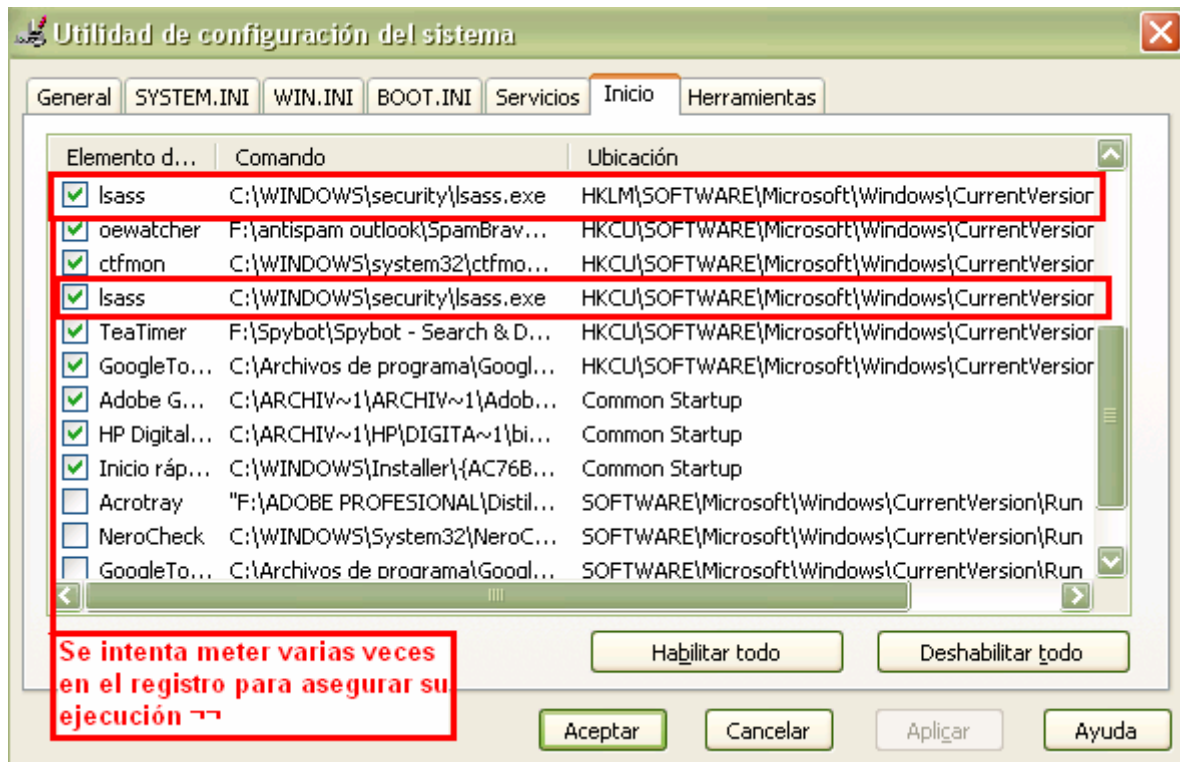 Utilidad de configuración del sistema
General SYSTEM.INI WIN.INI BOOT.INI Servicios Inicio Herramientas
Elemento d... Comando Ubicación
lsass C:\WINDOWS\security\lsass.exe HKLM\SOFTWARE\Microsoft\Windows\CurrentVersion
oewatcher F:\antispam outlook\SpamBrav... HKCU\SOFTWARE\Microsoft\Windows\CurrentVersion
ctfmon C:\WINDOWS\system32\ctfmo... HKCU\SOFTWARE\Microsoft\Windows\CurrentVersion
lsass C:\WINDOWS\security\lsass.exe HKCU\SOFTWARE\Microsoft\Windows\CurrentVersion
TeaTimer F:\Spybot\Spybot - Search & D... HKCU\SOFTWARE\Microsoft\Windows\CurrentVersion
GoogleTo... C:\Archivos de programa\Googl... HKCU\SOFTWARE\Microsoft\Windows\CurrentVersion
Adobe G... C:\ARCHIV~1\ARCHIV~1\Adob... Common Startup
HP Digital... C:\ARCHIV~1\HP\DIGITA~1\bi... Common Startup
Inicio ráp... C:\WINDOWS\Installer\{AC76B... Common Startup
Acrotray "F:\ADOBE PROFESIONAL\Distil... SOFTWARE\Microsoft\Windows\CurrentVersion\Run
NeroCheck C:\WINDOWS\System32\NeroC... SOFTWARE\Microsoft\Windows\CurrentVersion\Run
GoogleTo... C:\Archivos de programa\Googl... SOFTWARE\Microsoft\Windows\CurrentVersion\Run
Se intenta meter varias veces
en el registro para asegurar su
ejecución ¬¬
Habilitar todo Deshabilitar todo
Aceptar Cancelar Aplicar Ayuda